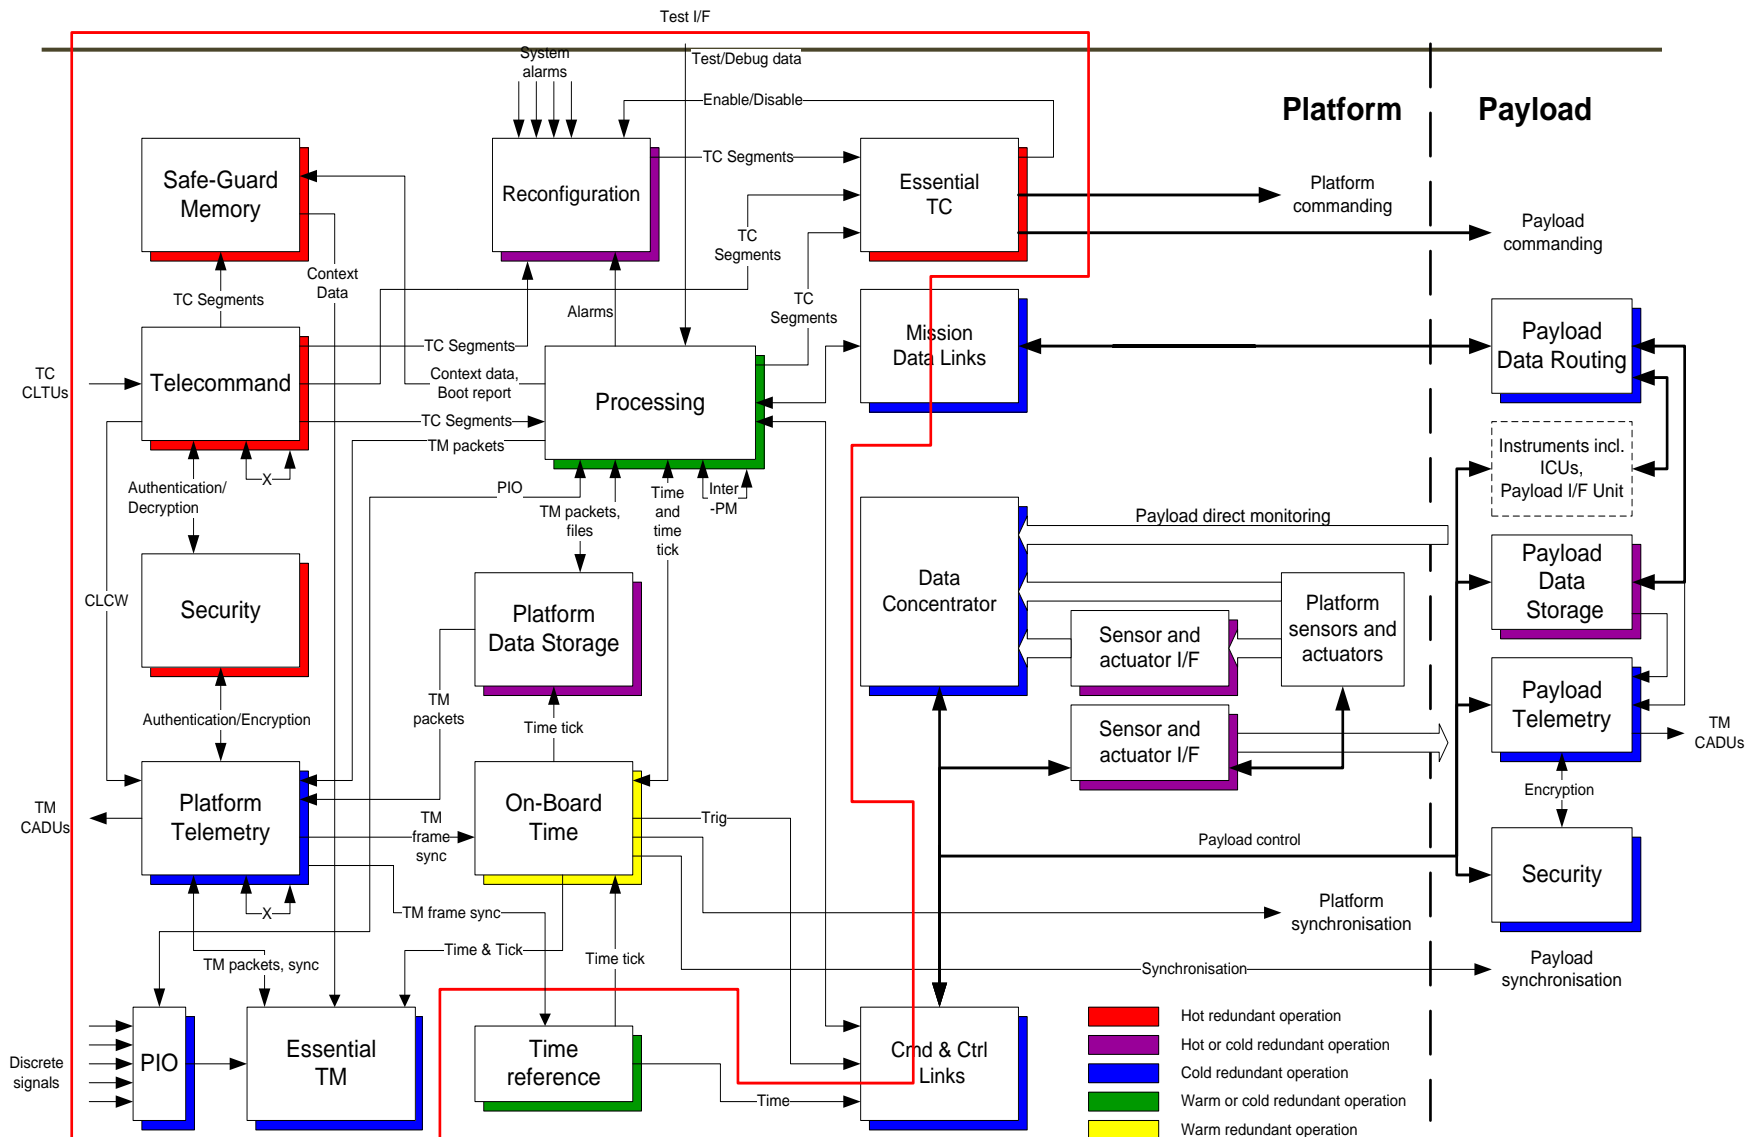 Test I/F
System
alarms
Test/Debug data
Enable/Disable
Platform
Payload
Safe-Guard
Memory
Reconfiguration
TC Segments
Essential
TC
Platform
commanding
Payload
commanding
TC
Segments
Context
Data
TC Segments
Alarms
TC
Segments
Mission
Data Links
Payload
Data Routing
TC
CLTUs
Telecommand
TC Segments
Context data,
Boot report
TC Segments
TM packets
Processing
Instruments incl.
ICUs,
Payload I/F Unit
X
Authentication/
Decryption
PIO
TM packets,
files
Time
and
time
tick
Inter
-PM
Payload direct monitoring
CLCW
Security
Platform
Data Storage
Data
Concentrator
Sensor and
actuator I/F
Platform
sensors and
actuators
Payload
Data
Storage
Authentication/Encryption
TM
packets
Time tick
Sensor and
actuator I/F
Payload
Telemetry
TM
CADUs
TM
CADUs
Platform
Telemetry
TM
frame
sync
On-Board
Time
Trig
Encryption
Payload control
Security
X
TM frame sync
Platform
synchronisation
Time & Tick
Time tick
TM packets, sync
Synchronisation
Payload
synchronisation
Discrete
signals
PIO
Essential
TM
Time
reference
Time
Cmd & Ctrl
Links
Hot redundant operation
Hot or cold redundant operation
Cold redundant operation
Warm or cold redundant operation
Warm redundant operation